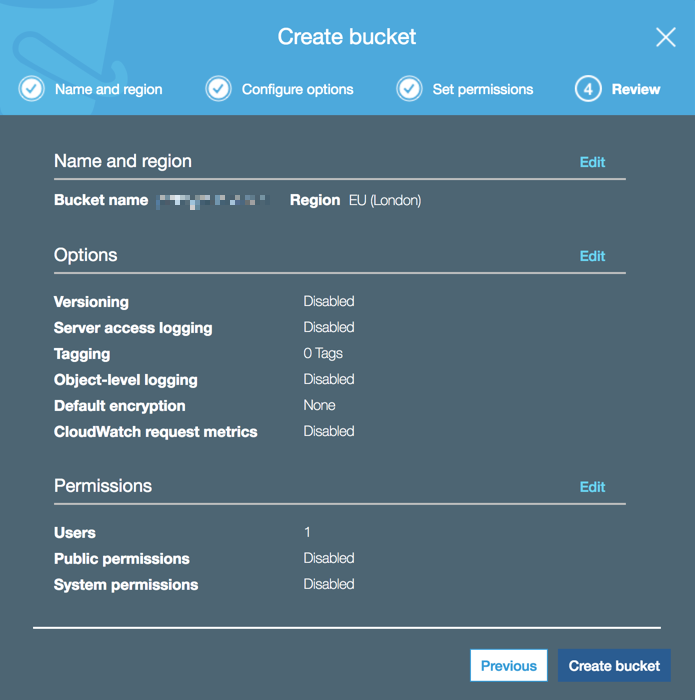 Create bucket
Name and region Configure options Set permissions 4 Review
Name and region Edit
Bucket name Region EU (London)
Options Edit
Versioning Disabled
Server access logging Disabled
Tagging 0 Tags
Object-level logging Disabled
Default encryption None
CloudWatch request metrics Disabled
Permissions Edit
Users 1
Public permissions Disabled
System permissions Disabled
Previous Create bucket